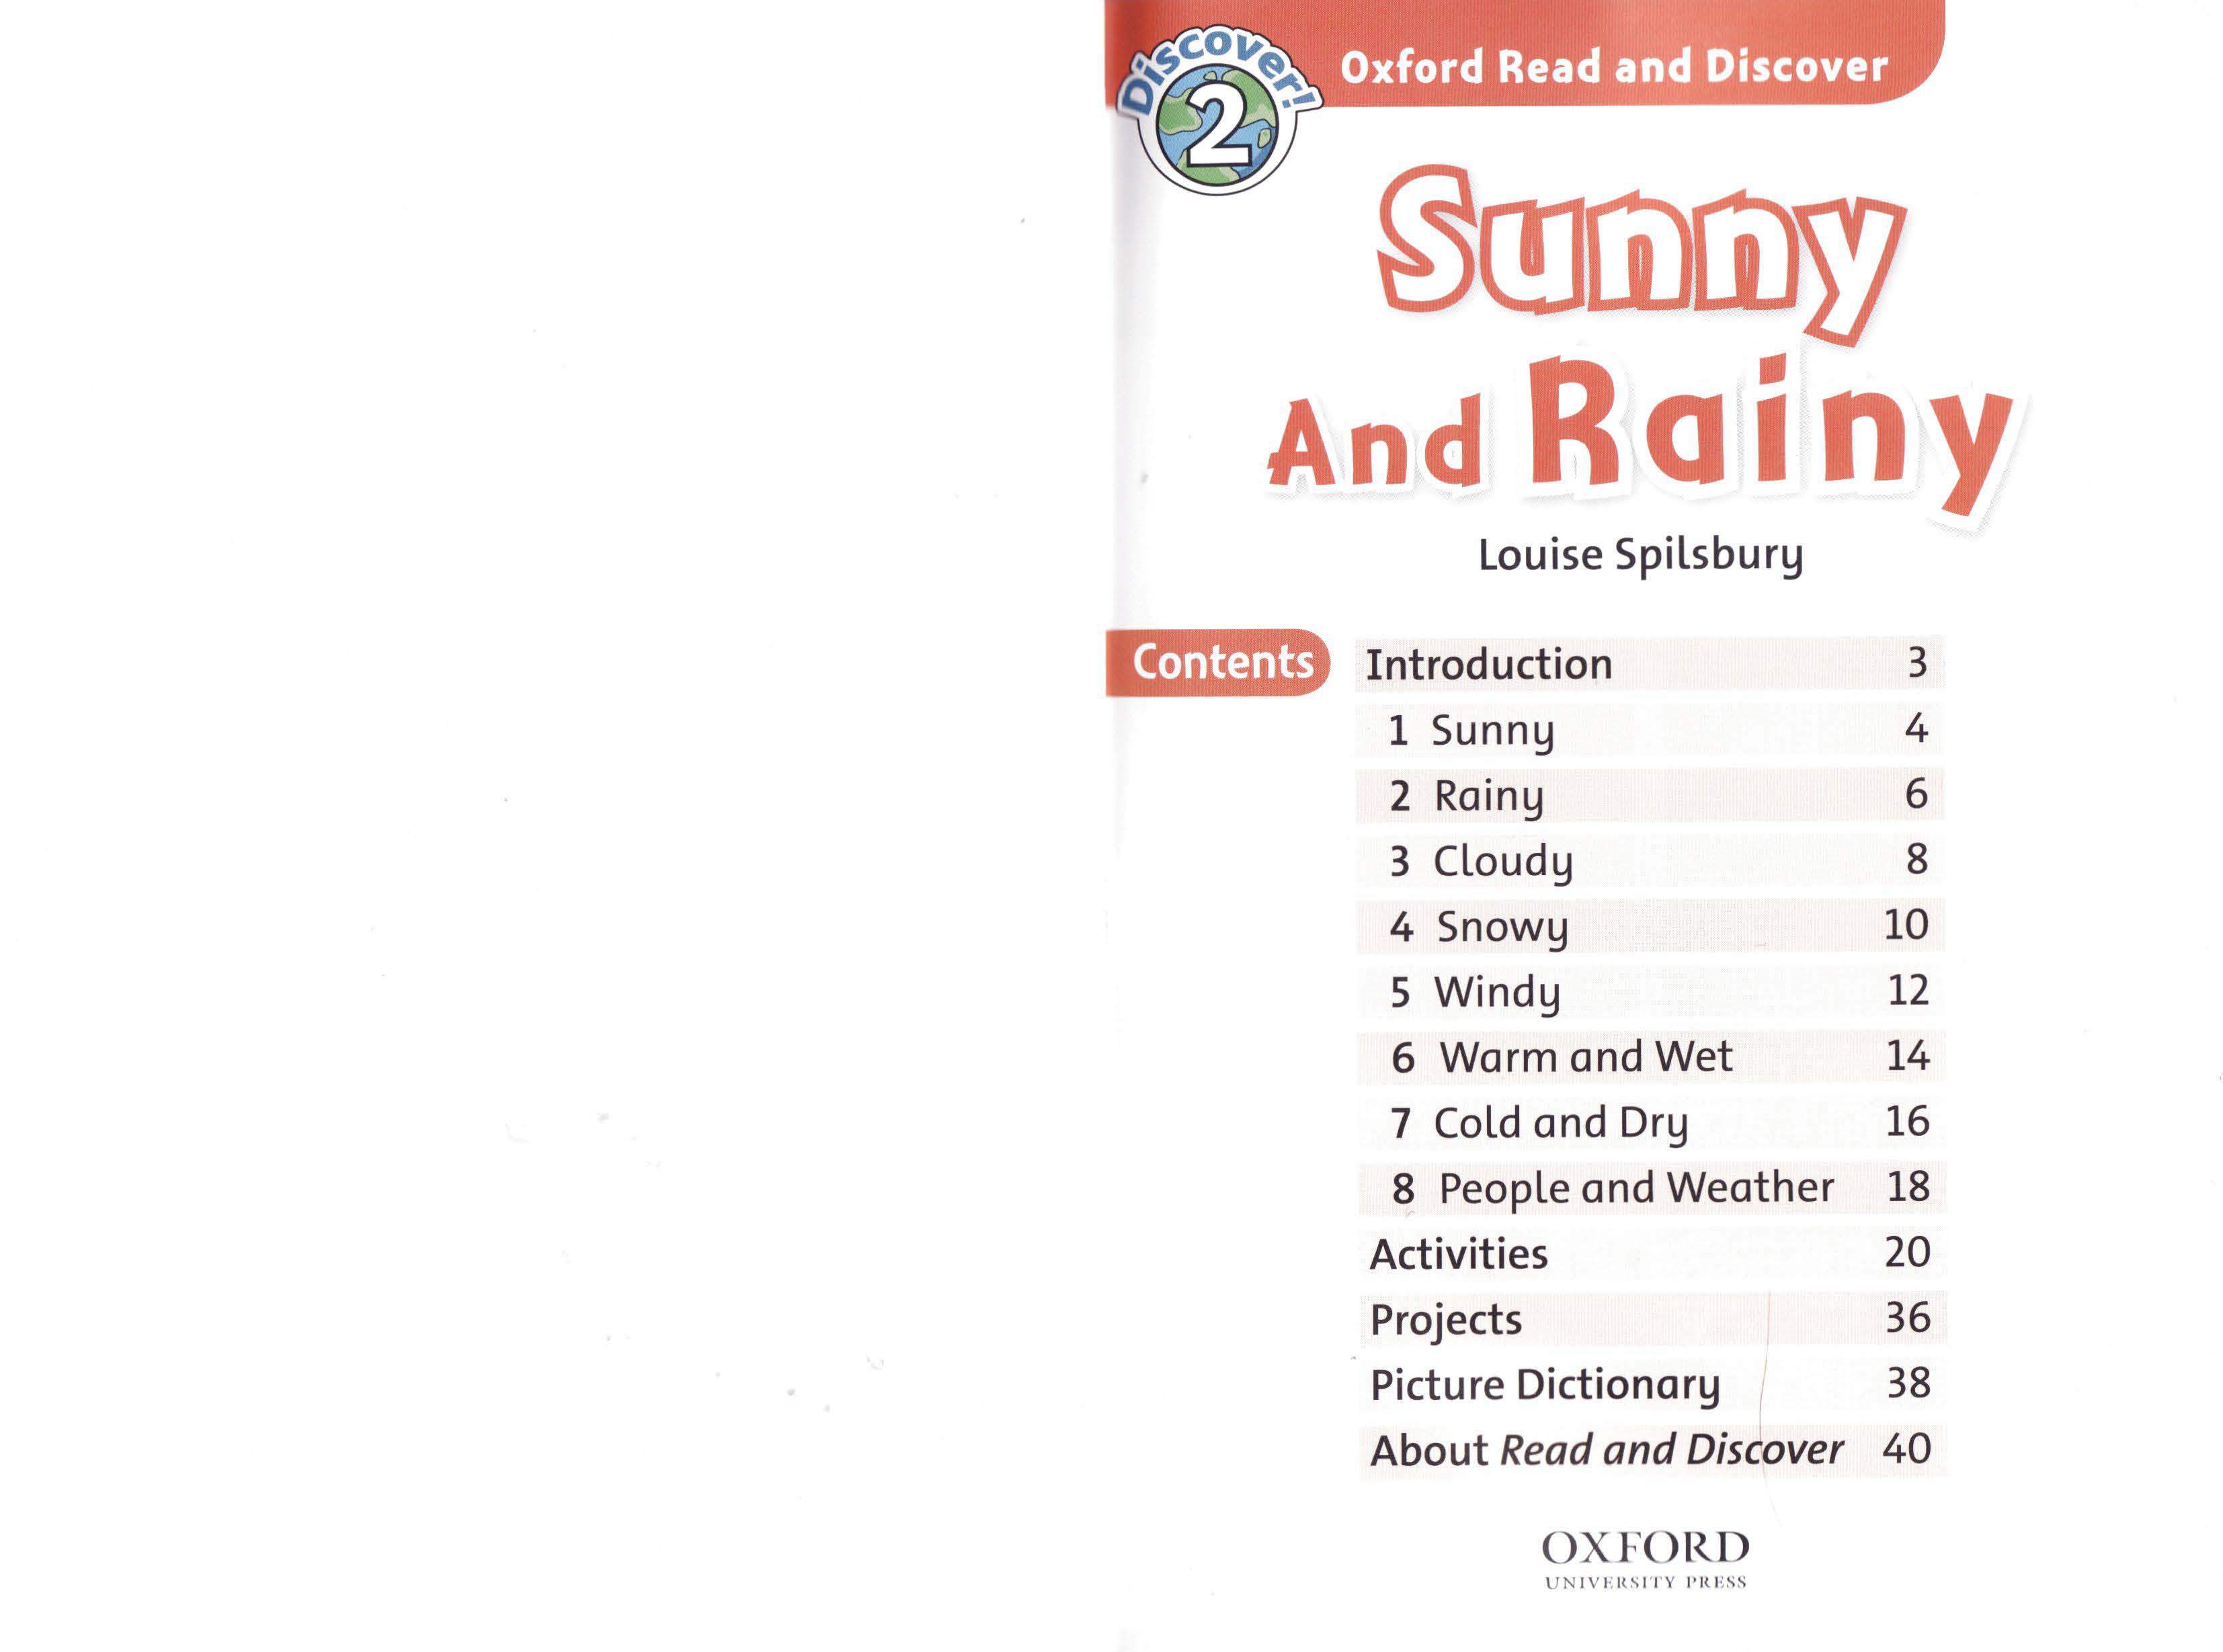 Discover!
2
Oxford Read and Discover
Sunny
And Rainy
Louise Spilsbury
Contents
Introduction 3
1 Sunny 4
2 Rainy 6
3 Cloudy 8
4 Snowy 10
5 Windy 12
6 Warm and Wet 14
7 Cold and Dry 16
8 People and Weather 18
Activities 20
Projects 36
Picture Dictionary 38
About Read and Discover 40
OXFORD
UNIVERSITY PRESS